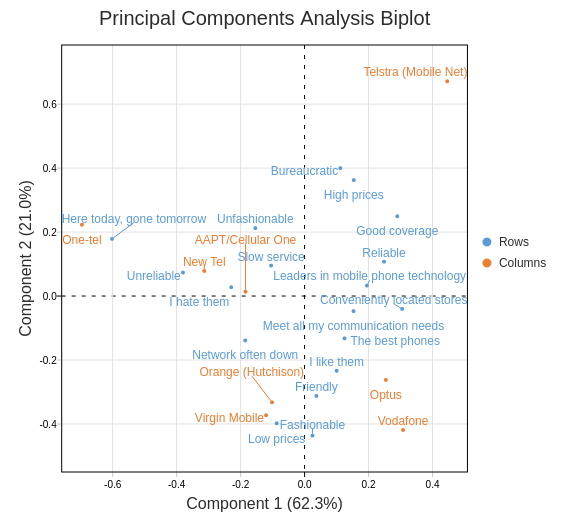 Principal Components Analysis Biplot
Telstra (Mobile Net)
0.6
Bureaucratic
0.4
High prices
Here today, gone tomorrow
Unfashionable
0.2
Good coverage
One-tel
AAPT/Cellular One
Rows
Reliable
Slow service
New Tel
Columns
Unreliable
Leaders in mobile phone technology
0.0
I hate them
Conveniently located stores
Meet all my communication needs
The best phones
Network often down
-0.2
I like them
Orange (Hutchison)
Friendly
Optus
Virgin Mobile
Vodafone
-0.4
Fashionable
Low prices
-0.6
-0.4
-0.2
0.0
0.2
0.4
Component 1 (62.3%)
Component 2 (21.0%)